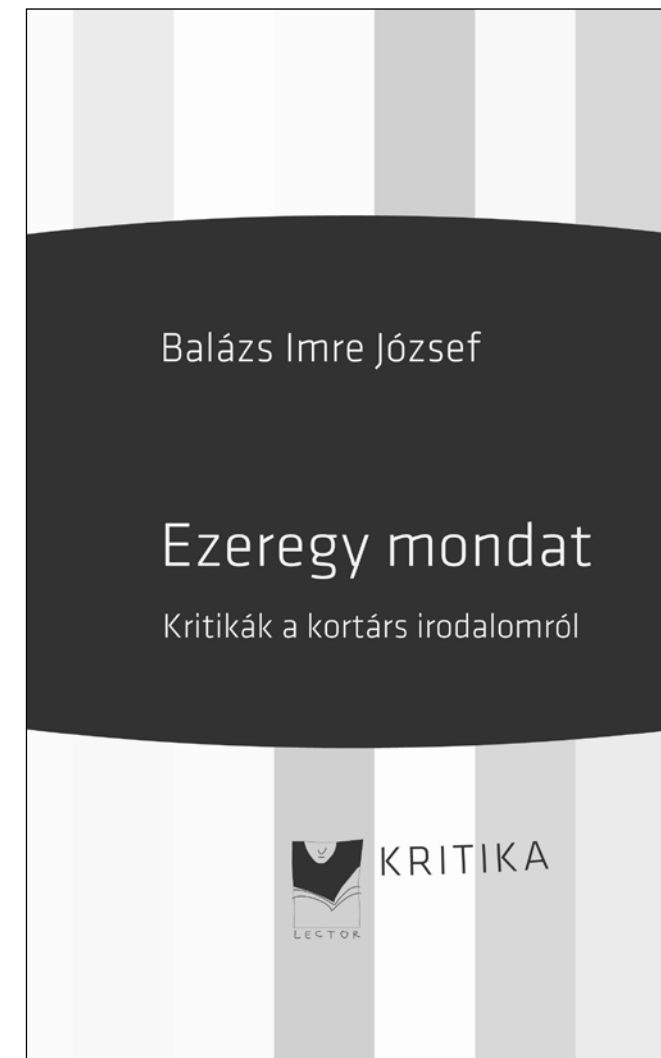 Balázs Imre József
Ezeregy mondat
Kritikák a kortárs irodalomról
KRITIKA
LECTOR